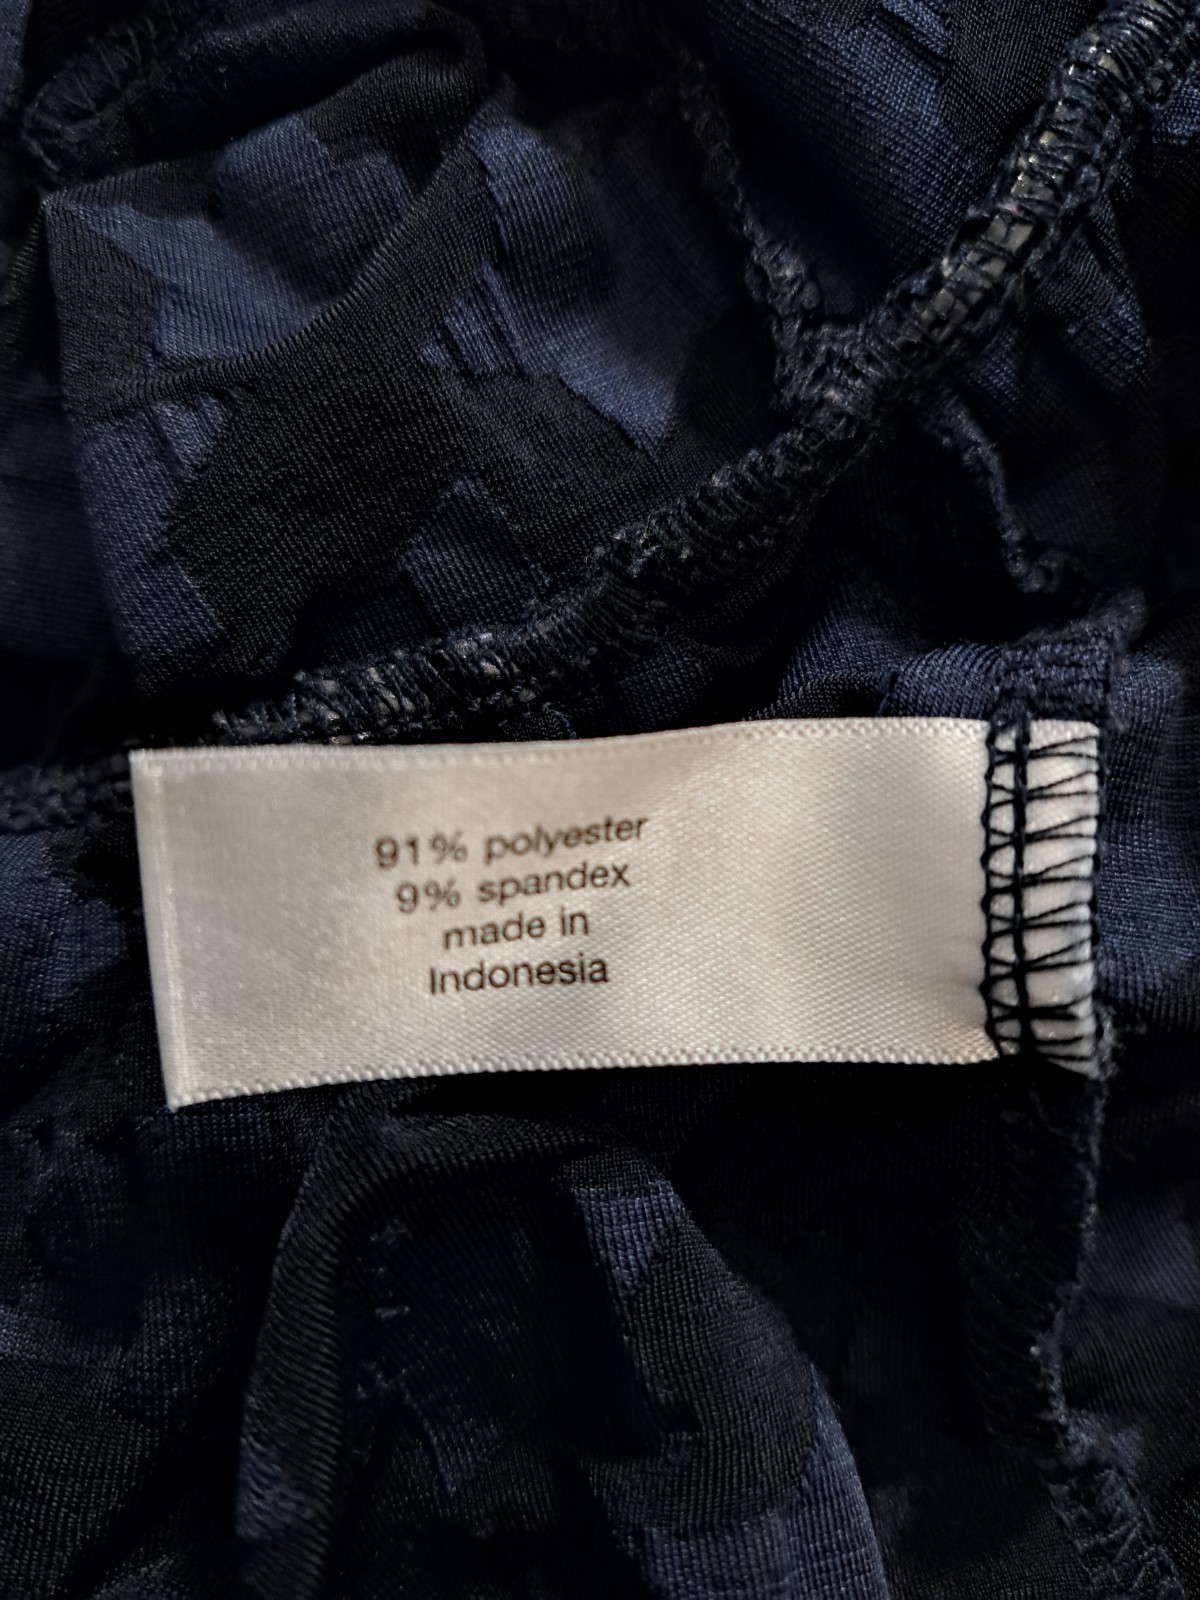 91% polyester
9% spandex
made in
Indonesia